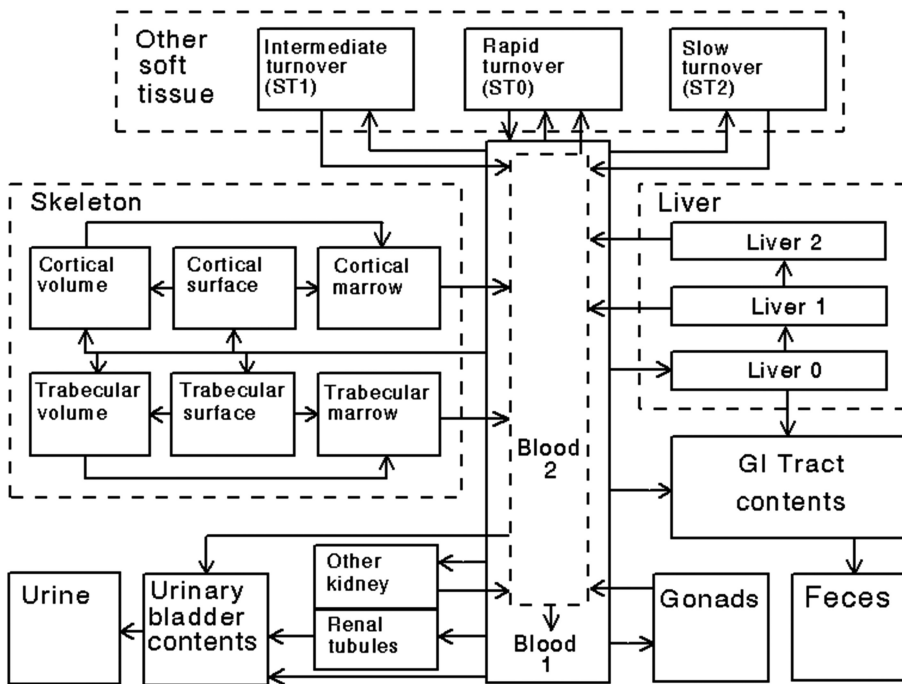 Other
soft
tissue
Intermediate
turnover
(ST1)
Rapid
turnover
(ST0)
Slow
turnover
(ST2)
Skeleton
Cortical
volume
Cortical
surface
Cortical
marrow
Trabecular
volume
Trabecular
surface
Trabecular
marrow
Liver
Liver 2
Liver 1
Liver 0
Blood
2
GI Tract
contents
Urine
Urinary
bladder
contents
Other
kidney
Renal
tubules
Blood
1
Gonads
Feces